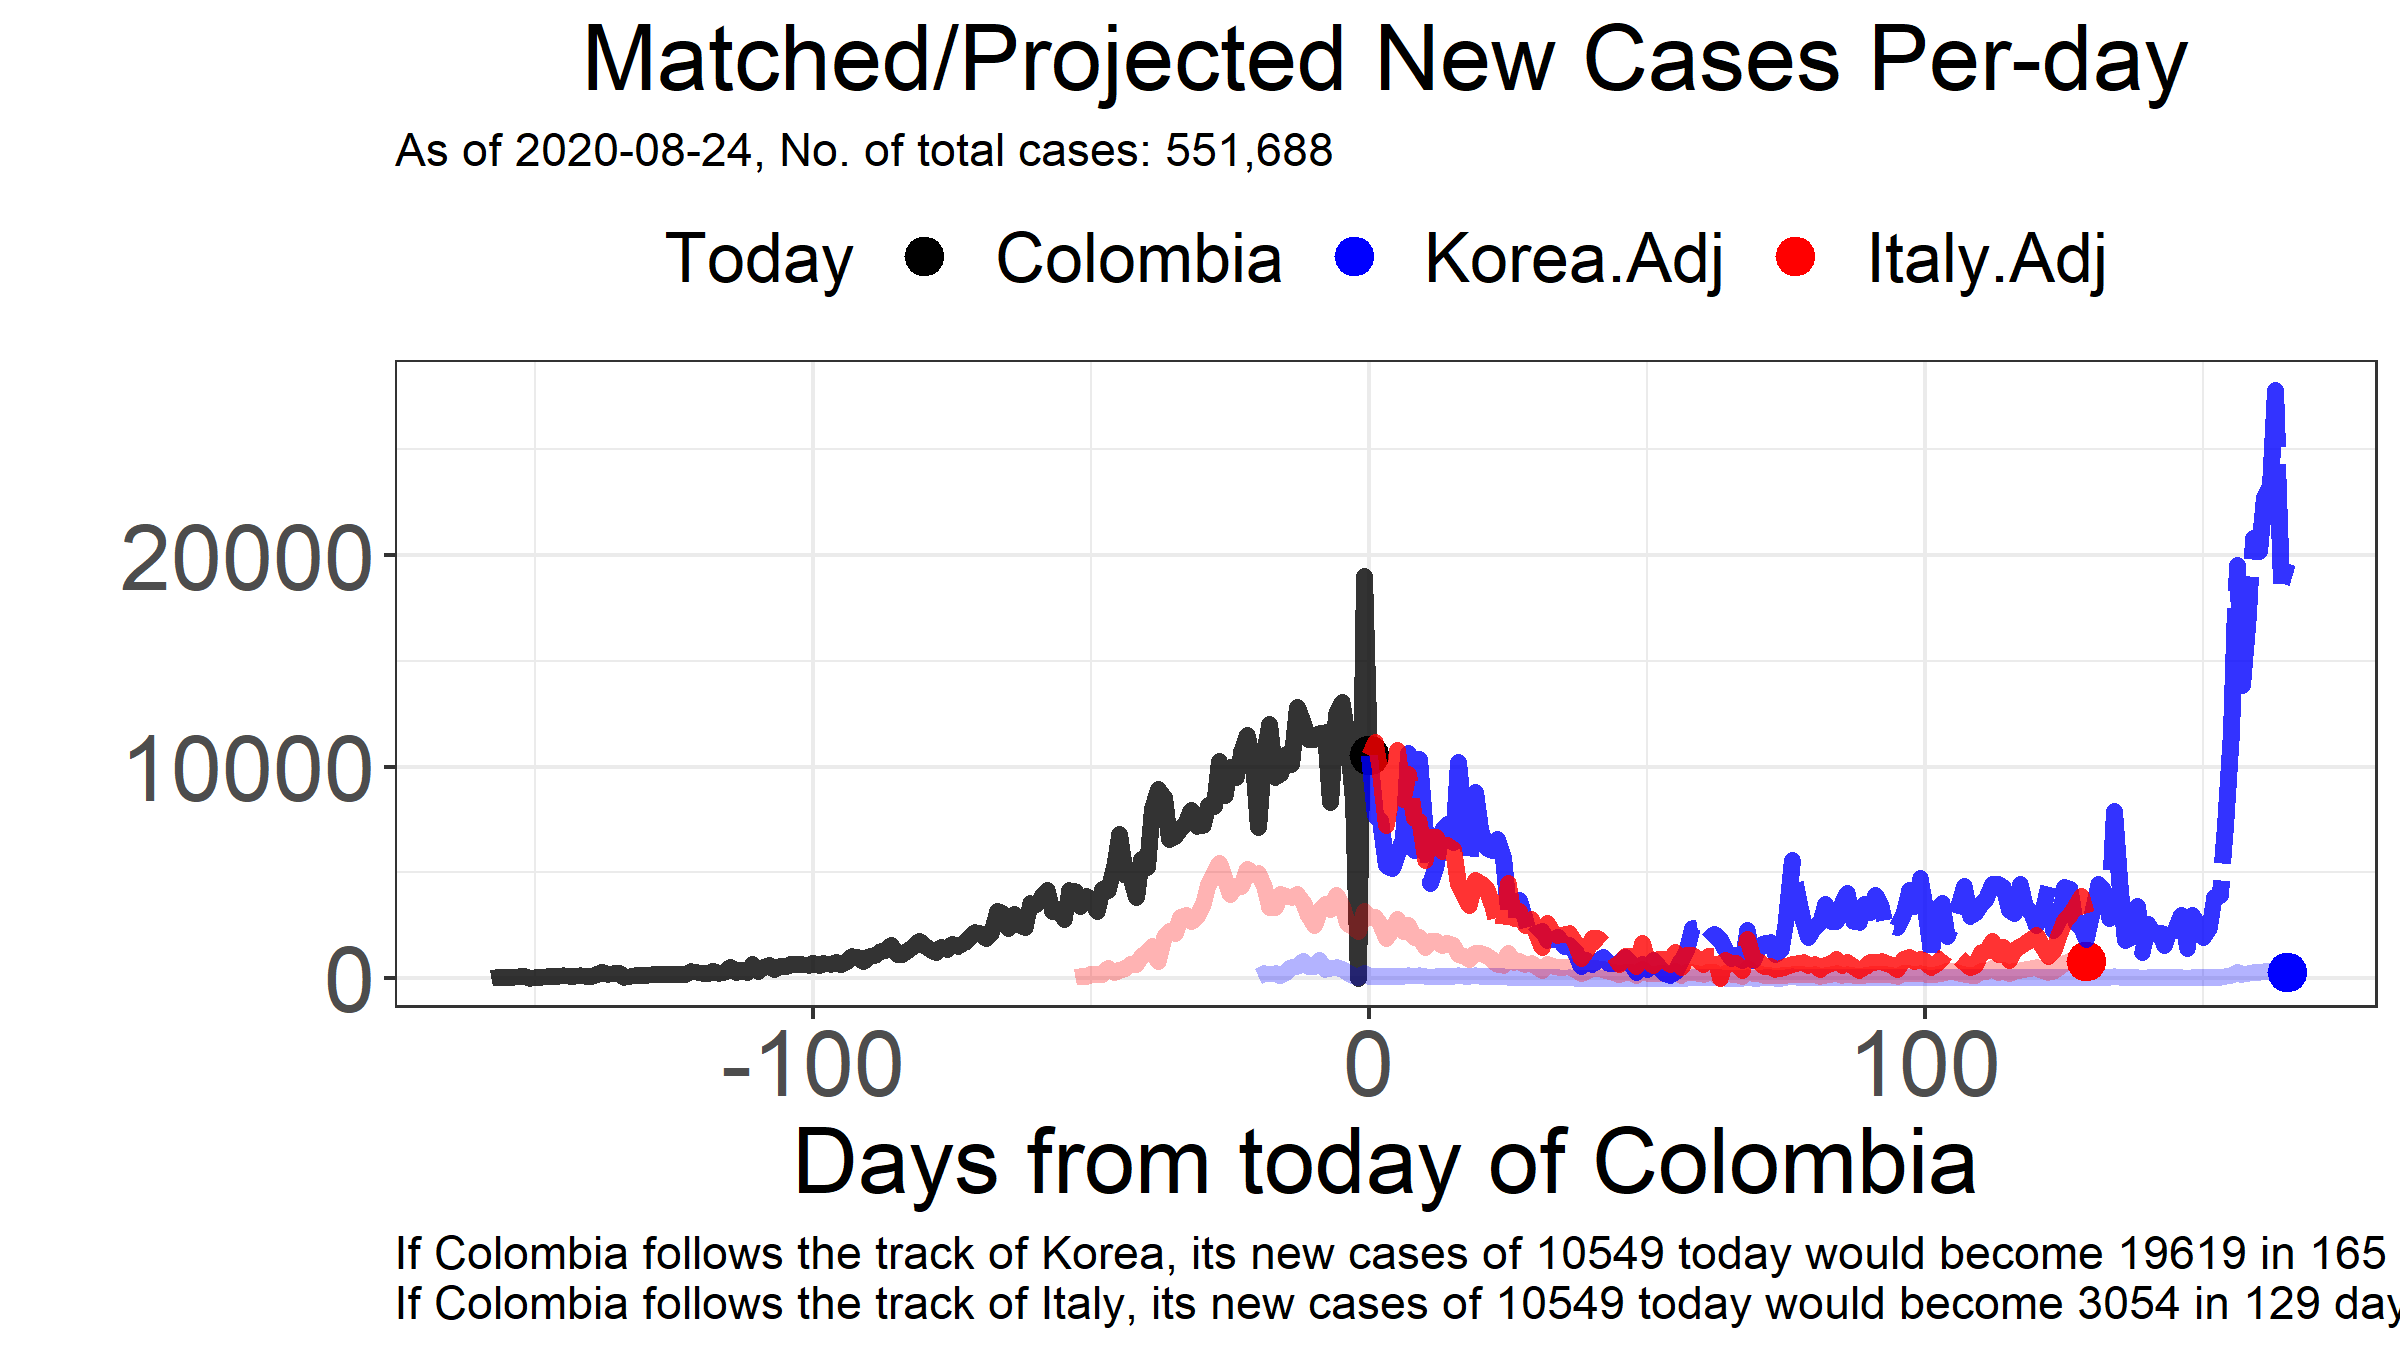 Matched/Projected New Cases Per-day
As of 2020-08-24, No. of total cases: 551,688
Today Colombia Korea.Adj Italy.Adj
20000
10000
0
-100 0 100
Days from today of Colombia
If Colombia follows the track of Korea, its new cases of 10549 today would become 19619 in 165
If Colombia follows the track of Italy, its new cases of 10549 today would become 3054 in 129 day